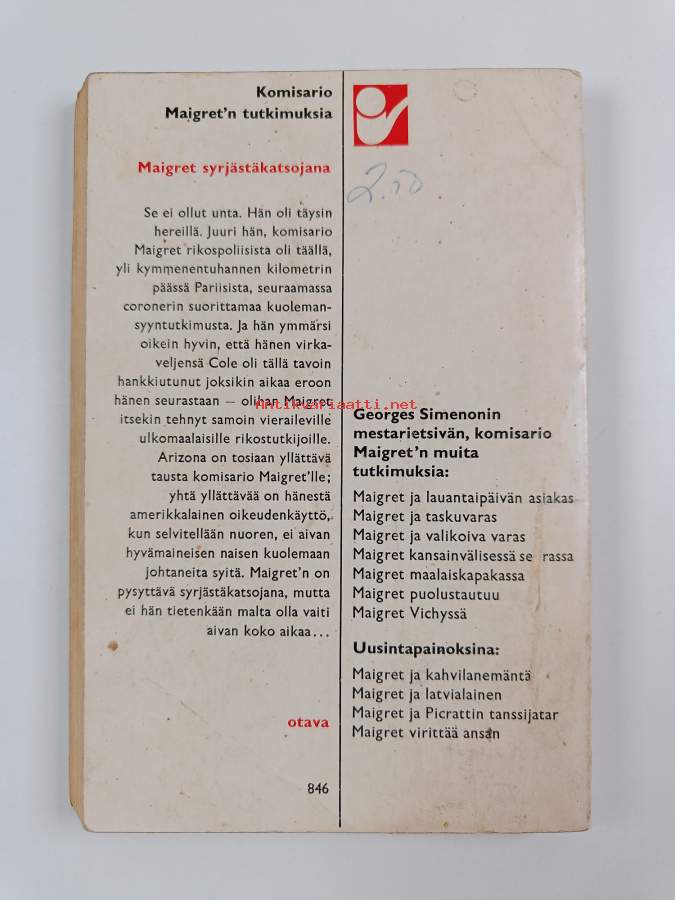 Komisario
Maigret'n tutkimuksia
Maigret syrjästäkatsojana
Se ei ollut unta. Hän oli täysin
hereillä. Juuri hän, komisario
Maigret rikospoliisista oli täällä,
yli kymmenentuhannen kilometrin
päässä Pariisista, seuraamassa
coronerin suorittamaa kuoleman-
syyntutkimusta. Ja hän ymmärsi
oikein hyvin, että hänen virka-
veljensä Cole oli tällä tavoin
hankkiutunut joksikin aikaa eroon
hänen seurastaan — olihan Maigret
itsekin tehnyt samoin vieraileville
ulkomaalaisille rikostutkijoille.
Arizona on tosiaan yllättävä
tausta komisario Maigret'lle;
yhtä yllättävää on hänestä
amerikkalainen oikeudenkäyttö,
kun selvitellään nuoren, ei aivan
hyvämaineisen naisen kuolemaan
johtaneita syitä. Maigret'n on
pysyttävä syrjästäkatsojana, mutta
ei hän tietenkään malta olla vaiti
aivan koko aikaa...
otava
846
2.50
Antikvariaatti.net
Georges Simenonin
mestarietsivän, komisario
Maigret'n muita
tutkimuksia:
Maigret ja lauantaipäivän asiakas
Maigret ja taskuvaras
Maigret ja valikoiva varas
Maigret kansainvälisessä se rassa
Maigret maalaiskapakassa
Maigret puolustautuu
Maigret Vichyssä
Uusintapainoksina:
Maigret ja kahvilanemäntä
Maigret ja latvialainen
Maigret ja Picrattin tanssijatar
Maigret virittää ansan